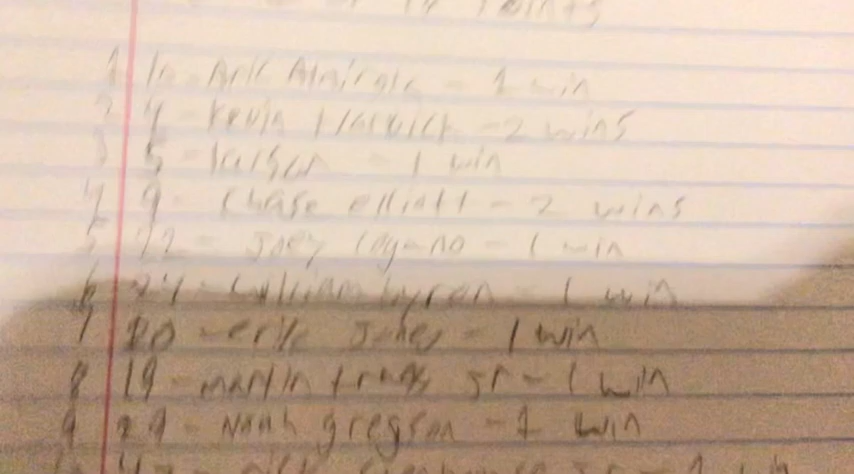 points
1 10 - Aric Almirola - 1 win
2 4 - Kevin Harvick - 2 wins
3 5 - larson - 1 win
4 9 - Chase elliott - 2 wins
5 22 - Joey logano - 1 win
6 24 - william byron - 1 win
7 20 - erik Jones - 1 win
8 19 - martin truex jr - 1 win
9 29 - Noah gregson - 1 win